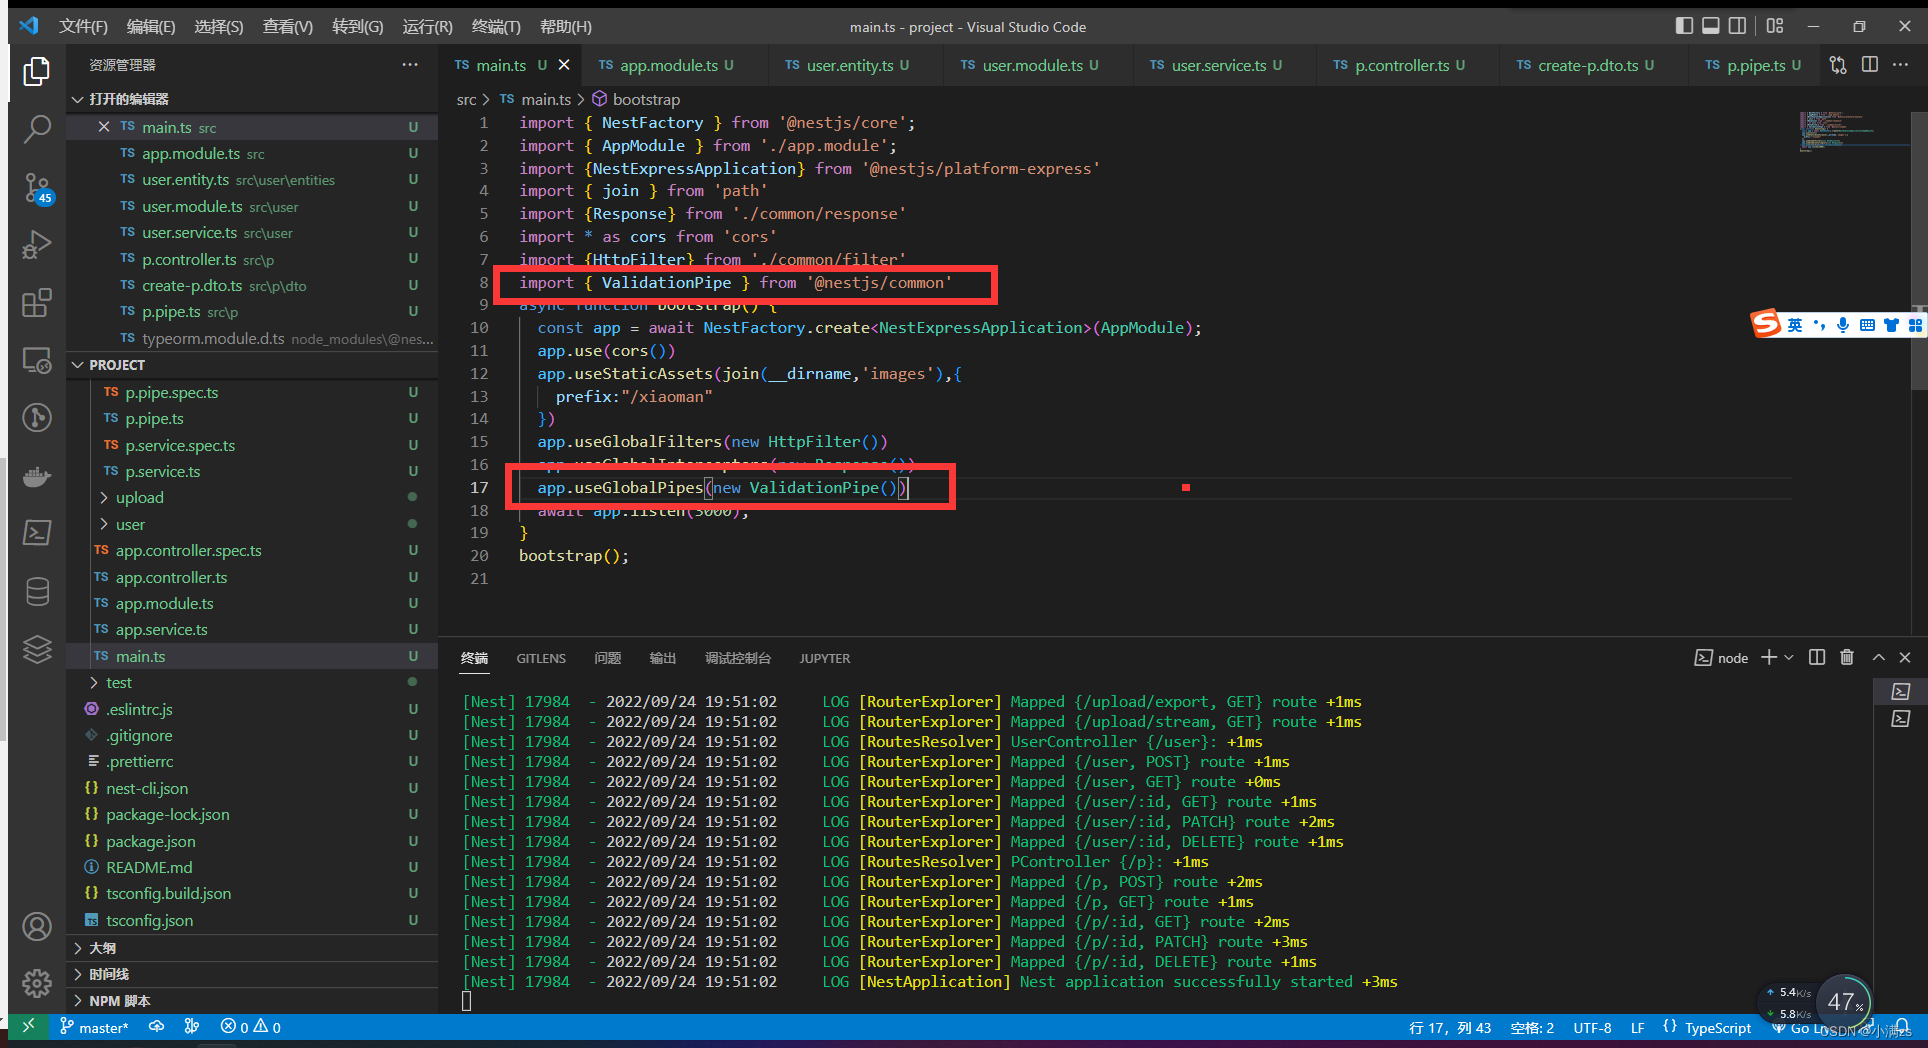 文件(F) 编辑(E) 选择(S) 查看(V) 转到(G) 运行(R) 终端(T) 帮助(H)
main.ts - project - Visual Studio Code
资源管理器 ···
打开的编辑器
TS main.ts src U
TS app.module.ts src U
TS user.entity.ts src\user\entities U
TS user.module.ts src\user U
TS user.service.ts src\user U
TS p.controller.ts src\p U
TS create-p.dto.ts src\p\dto U
TS p.pipe.ts src\p U
TS typeorm.module.d.ts node_modules\@nes...
45
PROJECT
TS p.pipe.spec.ts U
TS p.pipe.ts U
TS p.service.spec.ts U
TS p.service.ts U
upload
user
TS app.controller.spec.ts U
TS app.controller.ts U
TS app.module.ts U
TS app.service.ts U
TS main.ts U
test
.eslintrc.js U
.gitignore U
.prettierrc U
{} nest-cli.json U
{} package-lock.json U
{} package.json U
README.md U
{} tsconfig.build.json U
TS tsconfig.json U
大纲
时间线
NPM 脚本
TS main.ts U
TS app.module.ts U
TS user.entity.ts U
TS user.module.ts U
TS user.service.ts U
TS p.controller.ts U
TS create-p.dto.ts U
TS p.pipe.ts U
src > TS main.ts > bootstrap
1 import { NestFactory } from '@nestjs/core';
2 import { AppModule } from './app.module';
3 import {NestExpressApplication} from '@nestjs/platform-express'
4 import { join } from 'path'
5 import {Response} from './common/response'
6 import * as cors from 'cors'
7 import {HttpFilter} from './common/filter'
8 import { ValidationPipe } from '@nestjs/common'
9 async function bootstrap() {
10 const app = await NestFactory.create<NestExpressApplication>(AppModule);
11 app.use(cors())
12 app.useStaticAssets(join(__dirname,'images'),{
13 prefix:"/xiaoman"
14 })
15 app.useGlobalFilters(new HttpFilter())
16 app.useGlobalInterceptors(new Response())
17 app.useGlobalPipes(new ValidationPipe())
18 await app.listen(3000);
19 }
20 bootstrap();
21
英
终端 GITLENS 问题 输出 调试控制台 JUPYTER
node
[Nest] 17984 - 2022/09/24 19:51:02 LOG [RouterExplorer] Mapped {/upload/export, GET} route +1ms
[Nest] 17984 - 2022/09/24 19:51:02 LOG [RouterExplorer] Mapped {/upload/stream, GET} route +1ms
[Nest] 17984 - 2022/09/24 19:51:02 LOG [RoutesResolver] UserController {/user}: +1ms
[Nest] 17984 - 2022/09/24 19:51:02 LOG [RouterExplorer] Mapped {/user, POST} route +1ms
[Nest] 17984 - 2022/09/24 19:51:02 LOG [RouterExplorer] Mapped {/user, GET} route +0ms
[Nest] 17984 - 2022/09/24 19:51:02 LOG [RouterExplorer] Mapped {/user/:id, GET} route +1ms
[Nest] 17984 - 2022/09/24 19:51:02 LOG [RouterExplorer] Mapped {/user/:id, PATCH} route +2ms
[Nest] 17984 - 2022/09/24 19:51:02 LOG [RouterExplorer] Mapped {/user/:id, DELETE} route +1ms
[Nest] 17984 - 2022/09/24 19:51:02 LOG [RoutesResolver] PController {/p}: +1ms
[Nest] 17984 - 2022/09/24 19:51:02 LOG [RouterExplorer] Mapped {/p, POST} route +2ms
[Nest] 17984 - 2022/09/24 19:51:02 LOG [RouterExplorer] Mapped {/p, GET} route +1ms
[Nest] 17984 - 2022/09/24 19:51:02 LOG [RouterExplorer] Mapped {/p/:id, GET} route +2ms
[Nest] 17984 - 2022/09/24 19:51:02 LOG [RouterExplorer] Mapped {/p/:id, PATCH} route +3ms
[Nest] 17984 - 2022/09/24 19:51:02 LOG [RouterExplorer] Mapped {/p/:id, DELETE} route +1ms
[Nest] 17984 - 2022/09/24 19:51:02 LOG [NestApplication] Nest application successfully started +3ms
5.4K/s
5.8K/s
47%
master* 0 0
行 17，列 43 空格: 2 UTF-8 LF {} TypeScript Go
CSDN @小满zs